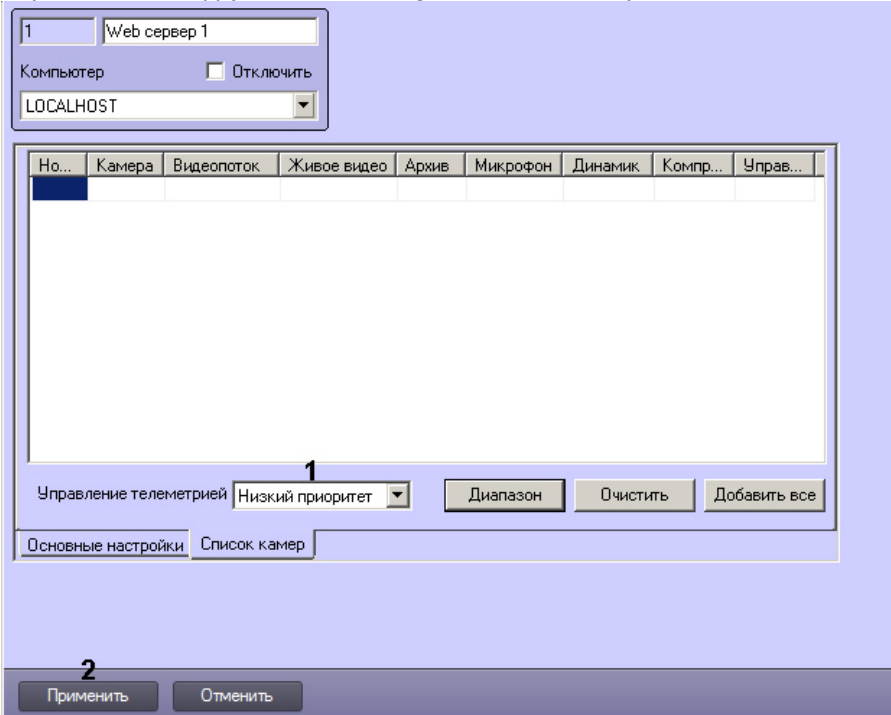 1 Web сервер 1
Компьютер Отключить
LOCALHOST
Но... Камера Видеопоток Живое видео Архив Микрофон Динамик Компр... Управ...
1
Управление телеметрией Низкий приоритет Диапазон Очистить Добавить все
Основные настройки Список камер
2
Применить Отменить